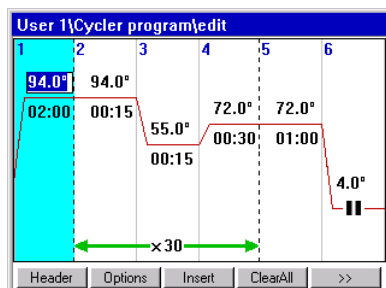 User 1\Cycler program\edit
1 2 3 4 5 6
94.0° 94.0°
02:00 00:15
72.0° 72.0°
55.0° 00:30 01:00
00:15
4.0°
×30
Header Options Insert ClearAll >>